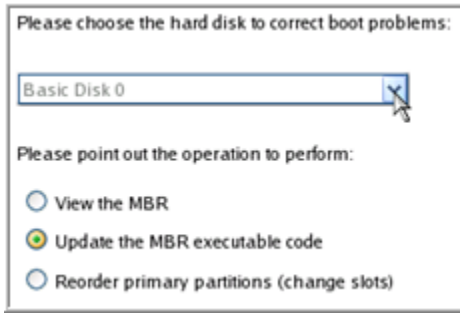 Please choose the hard disk to correct boot problems:
Basic Disk 0
Please point out the operation to perform:
View the MBR
Update the MBR executable code
Reorder primary partitions (change slots)